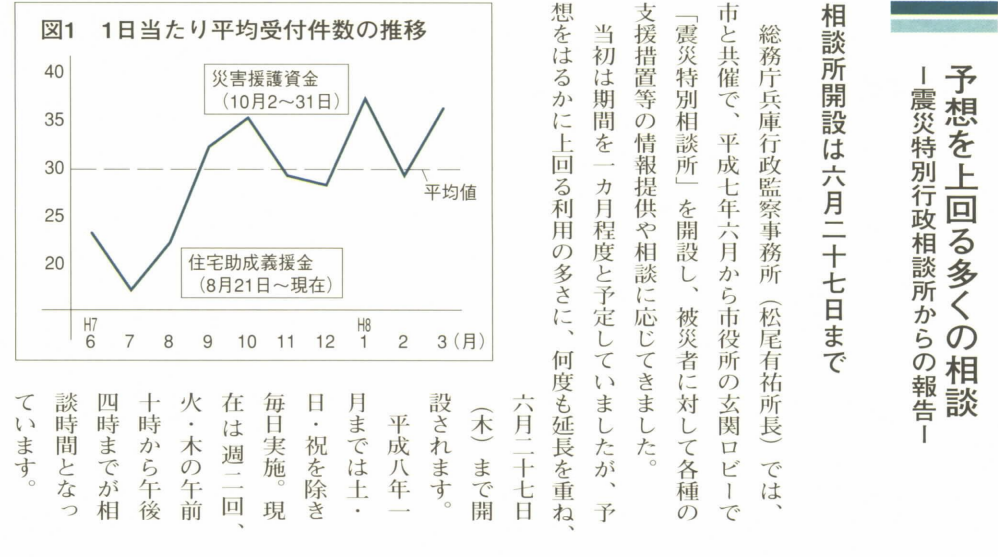 予想を上回る多くの相談
ー震災特別行政相談所からの報告ー
相談所開設は六月二十七日まで
総務庁兵庫行政監察事務所（松尾有祐所長）では、
市と共催で、平成七年六月から市役所の玄関ロビーで
「震災特別相談所」を開設し、被災者に対して各種の
支援措置等の情報提供や相談に応じてきました。
当初は期間を一カ月程度と予定していましたが、予
想をはるかに上回る利用の多さに、何度も延長を重ね、
六月二十七日
（木）まで開
設されます。
平成八年一
月までは土・
日・祝を除き
毎日実施。現
在は週二回、
火・木の午前
十時から午後
四時までが相
談時間となっ
ています。
図1 1日当たり平均受付件数の推移
40
35
30
25
20
災害援護資金
（10月2～31日）
平均値
住宅助成義援金
（8月21日～現在）
H7 H8
6 7 8 9 10 11 12 1 2 3（月）